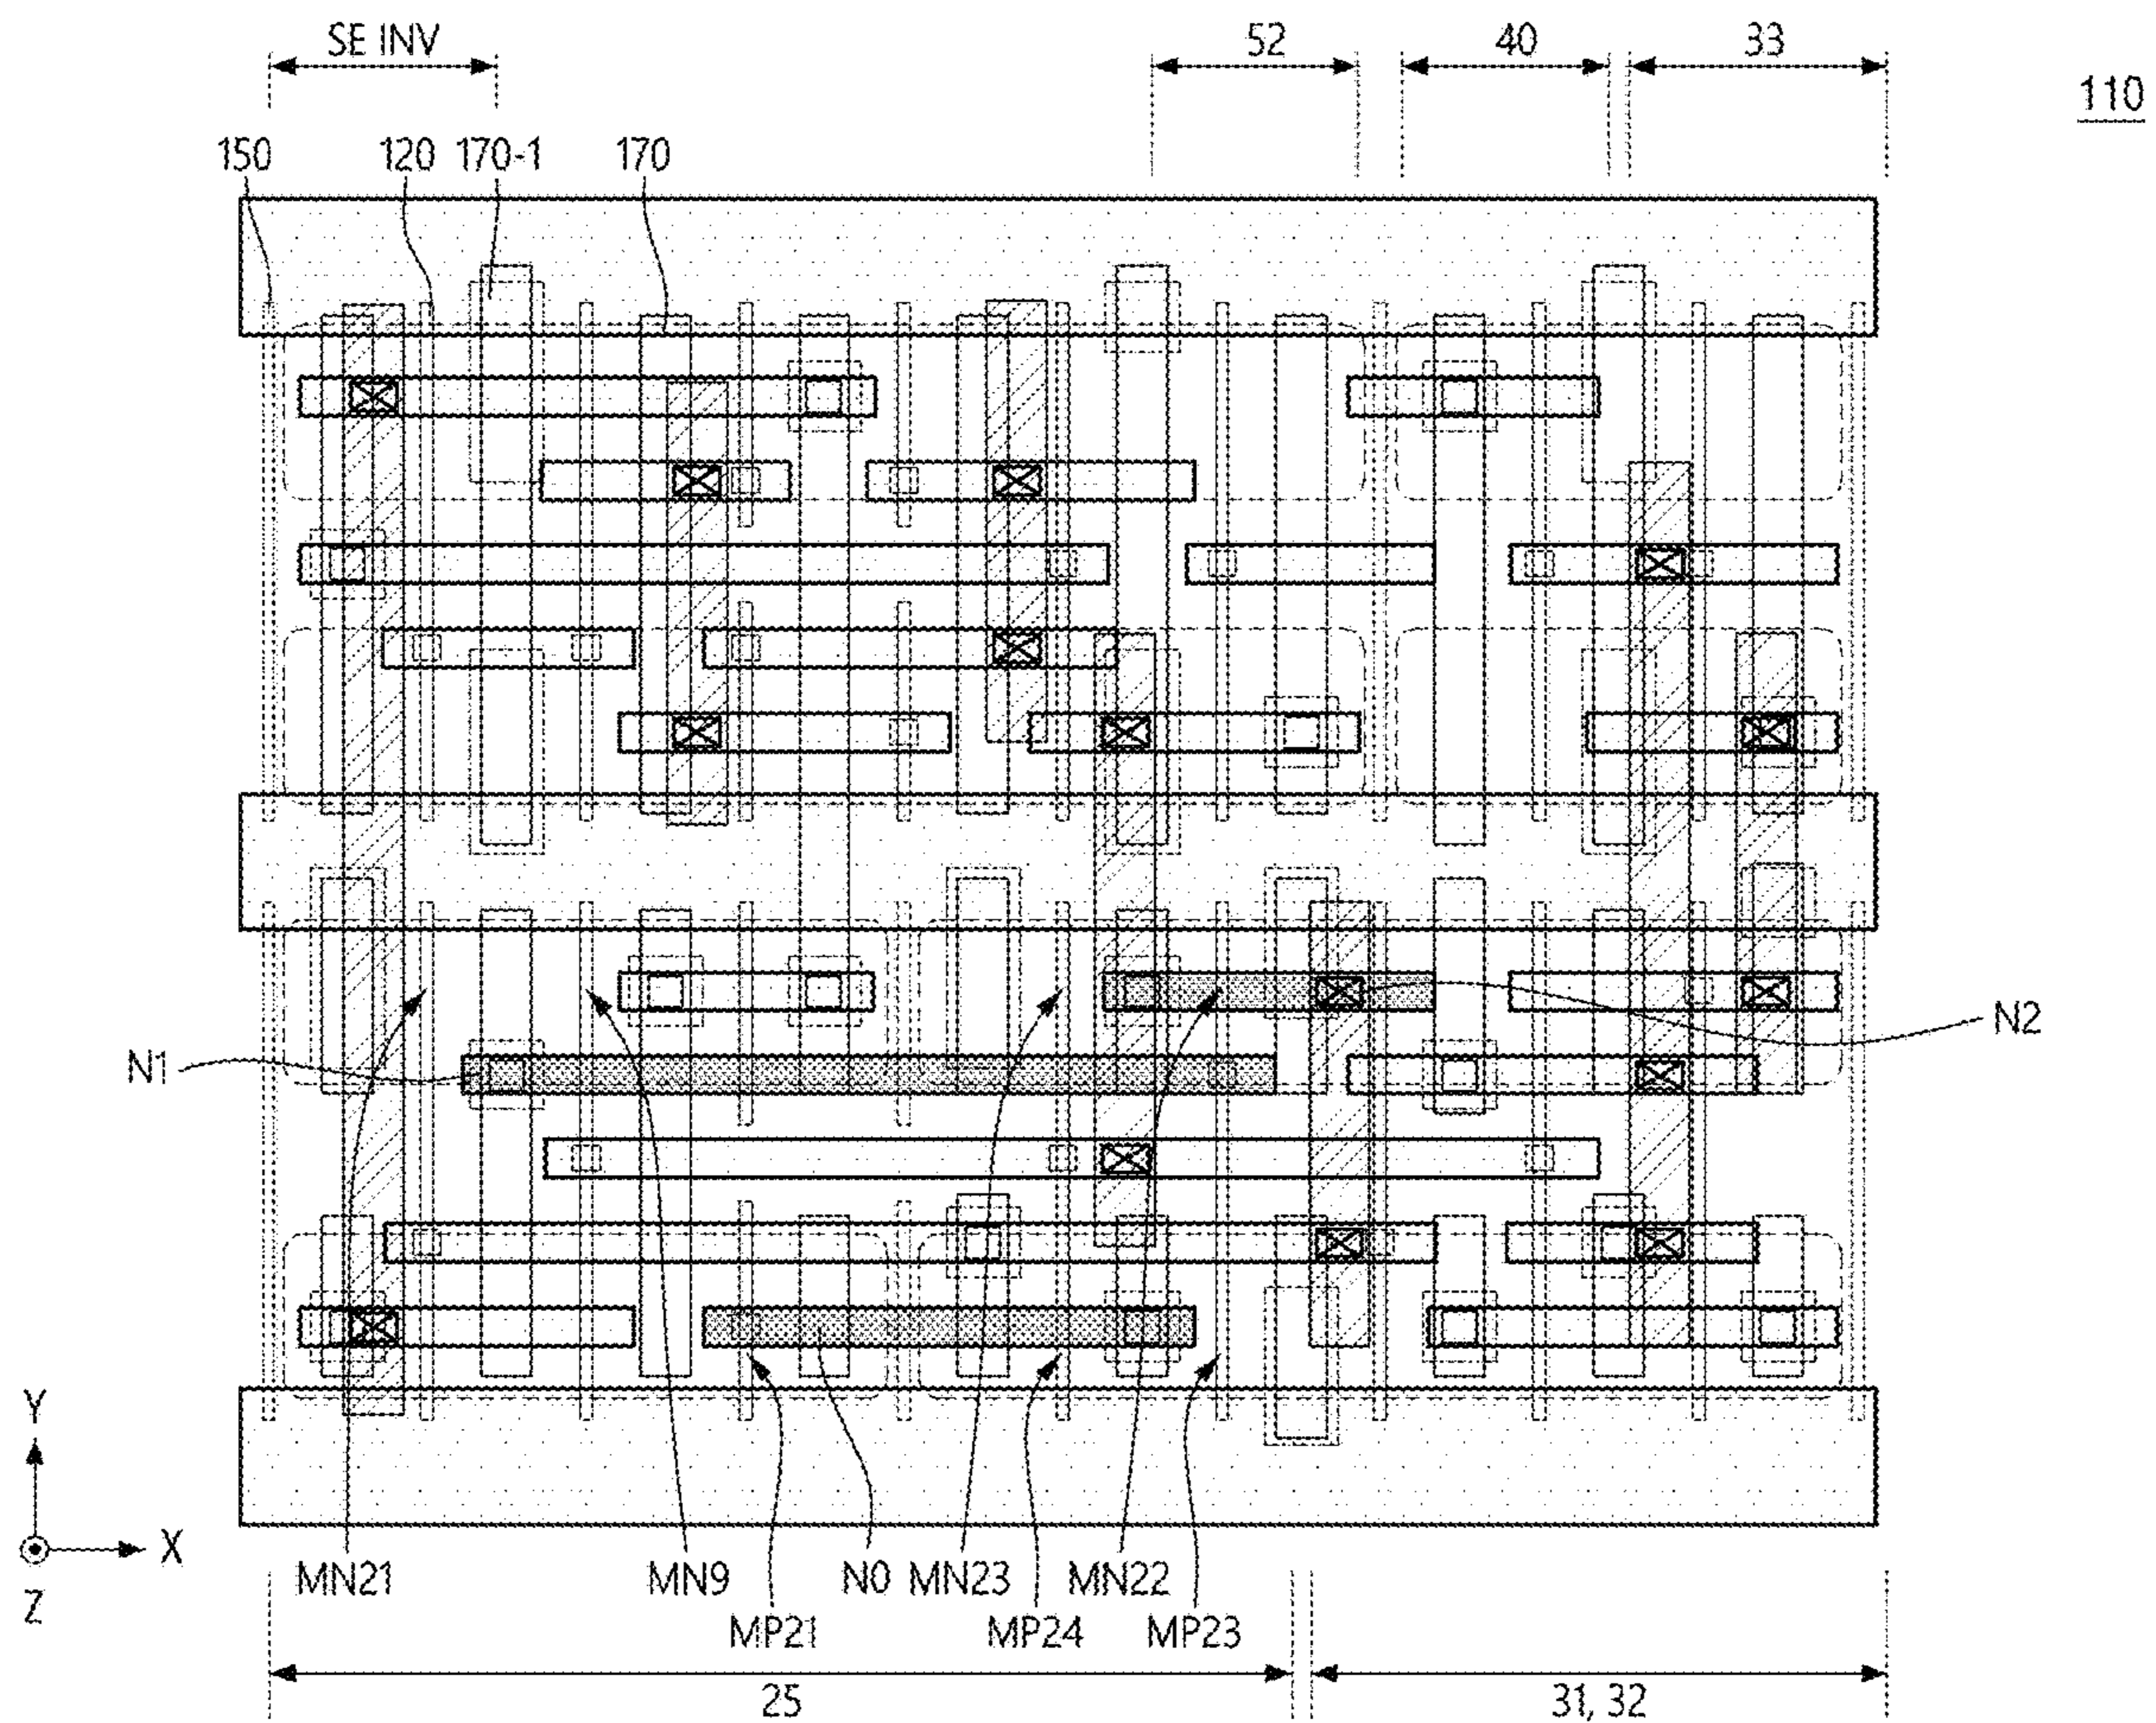 SE INV 52 40 33
110
150 120 170-1 170
N2
N1
Y
X
Z
MN21 MN9 N0 MN23 MN22
MP21 MP24 MP23
25 31, 32